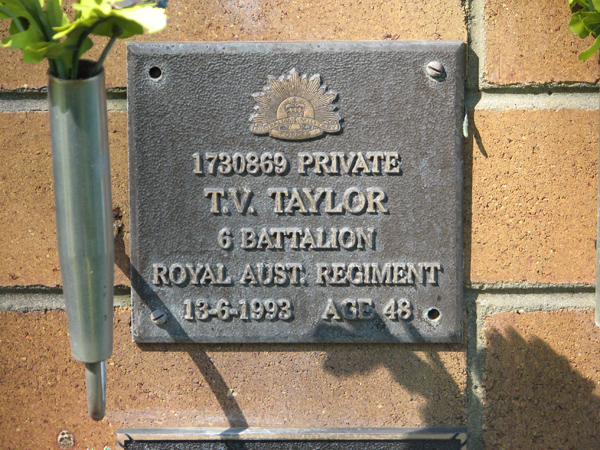 1730869 PRIVATE
T.V. TAYLOR
6 BATTALION
ROYAL AUST. REGIMENT
13-6-1993 AGE 48